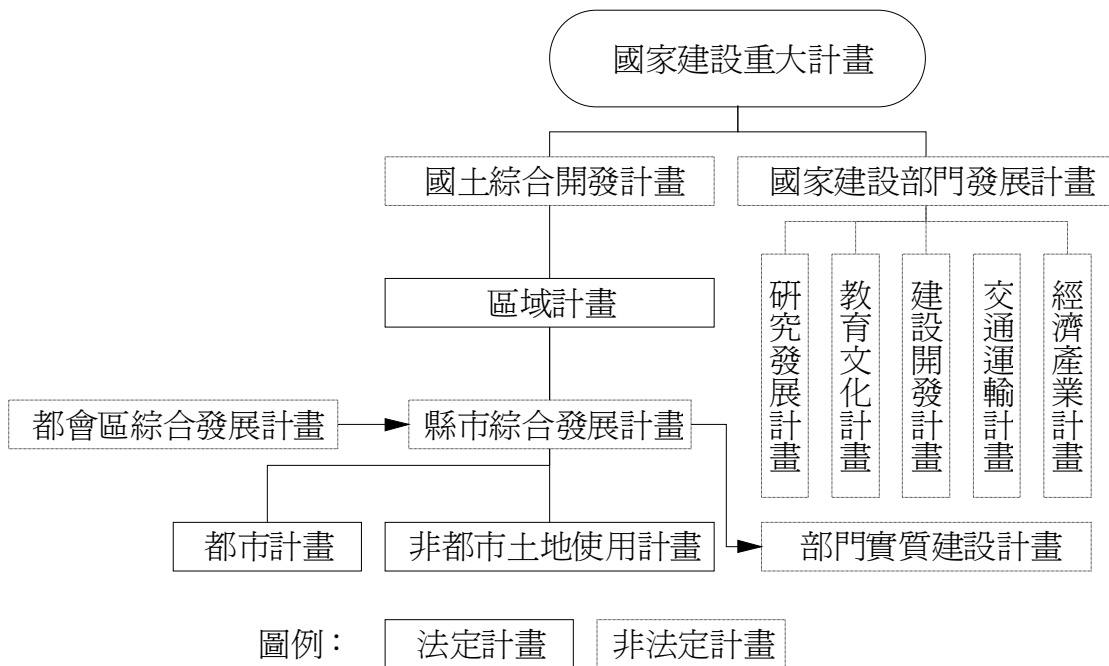 國家建設重大計畫
國土綜合開發計畫
國家建設部門發展計畫
研究發展計畫
教育文化計畫
建設開發計畫
交通運輸計畫
經濟產業計畫
區域計畫
都會區綜合發展計畫
縣市綜合發展計畫
都市計畫
非都市土地使用計畫
部門實質建設計畫
圖例：
法定計畫
非法定計畫